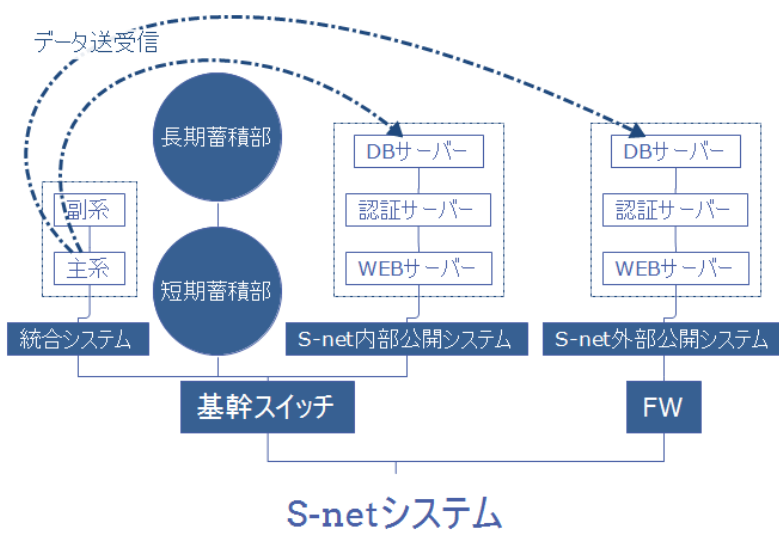 データ送受信
長期蓄積部
短期蓄積部
副系
主系
統合システム
DBサーバー
認証サーバー
WEBサーバー
S-net内部公開システム
DBサーバー
認証サーバー
WEBサーバー
S-net外部公開システム
基幹スイッチ
FW
S-netシステム